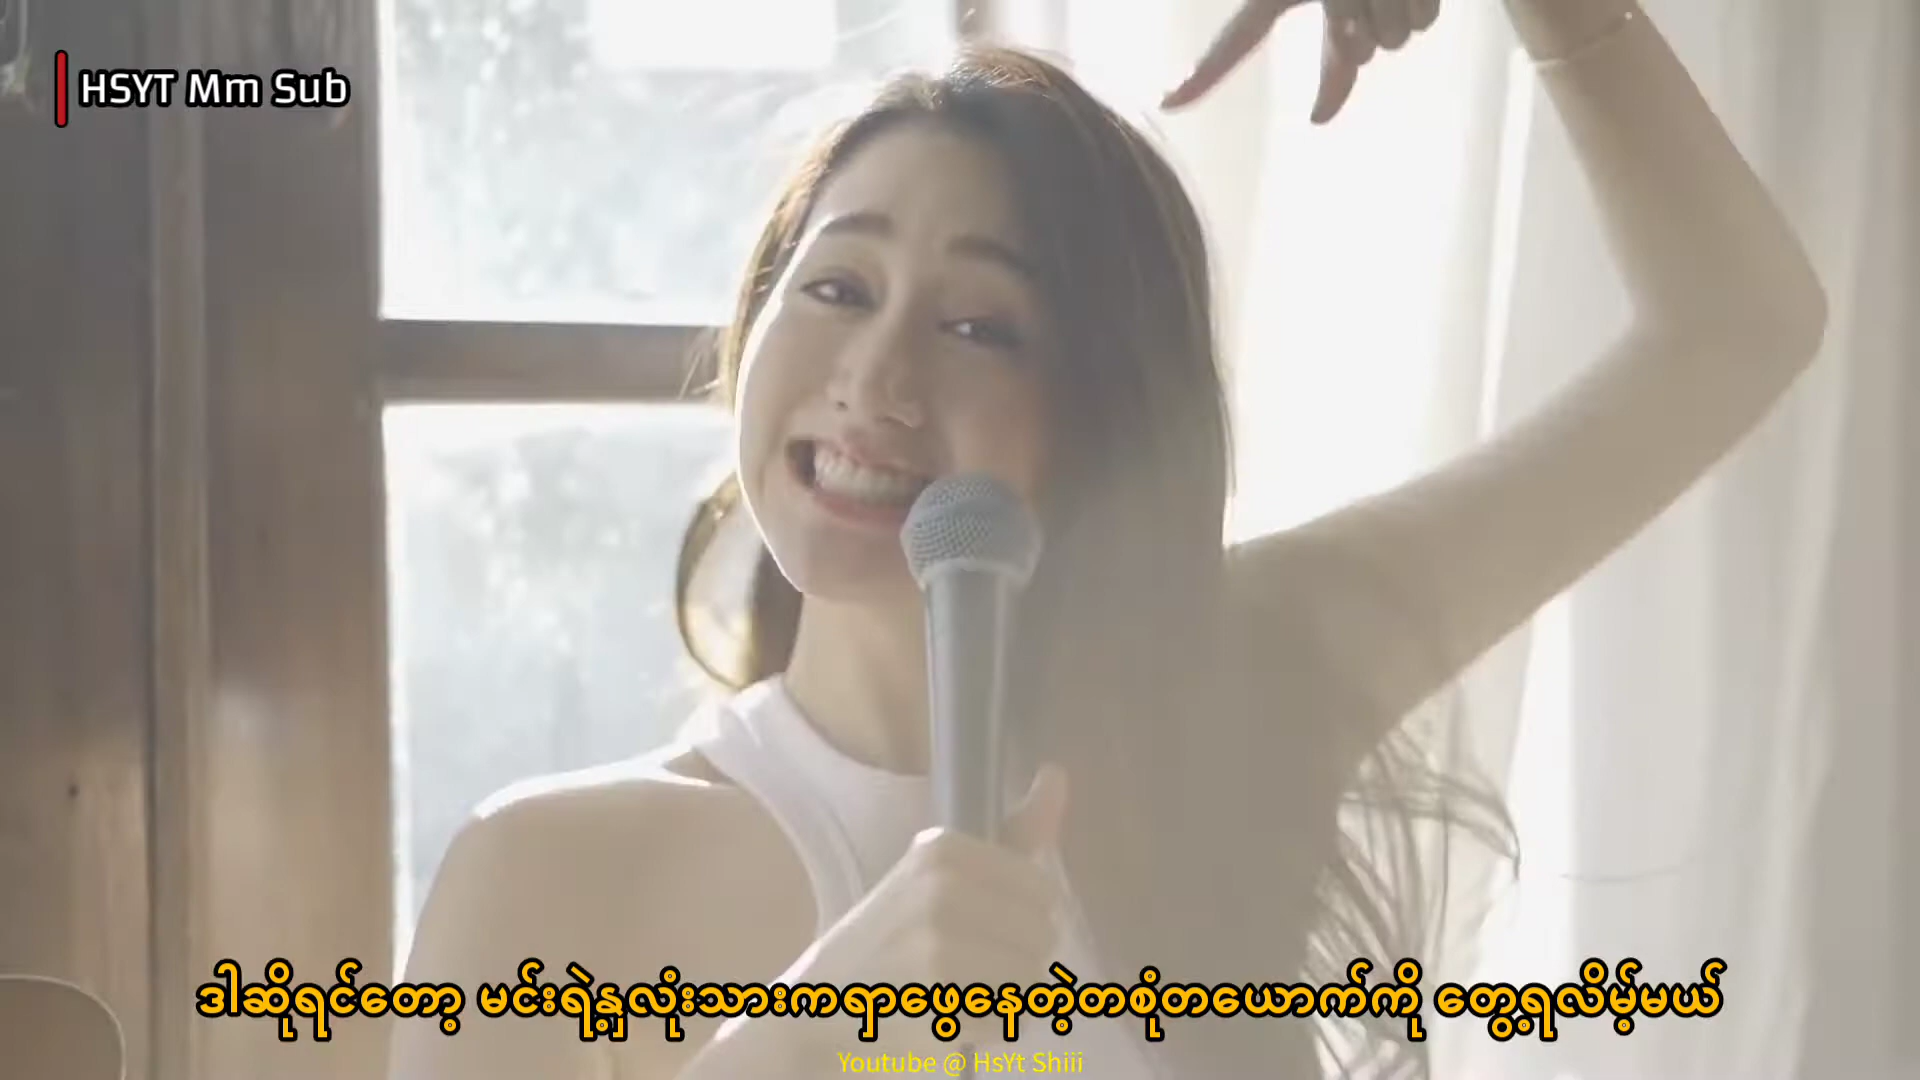 HSYT Mm Sub
ဒါဆိုရင်တော့ မင်းရဲ့နှလုံးသားကရှာဖွေနေတဲ့တစုံတယောက်ကို တွေ့ရလိမ့်မယ်
Youtube @ HsYt Shiii